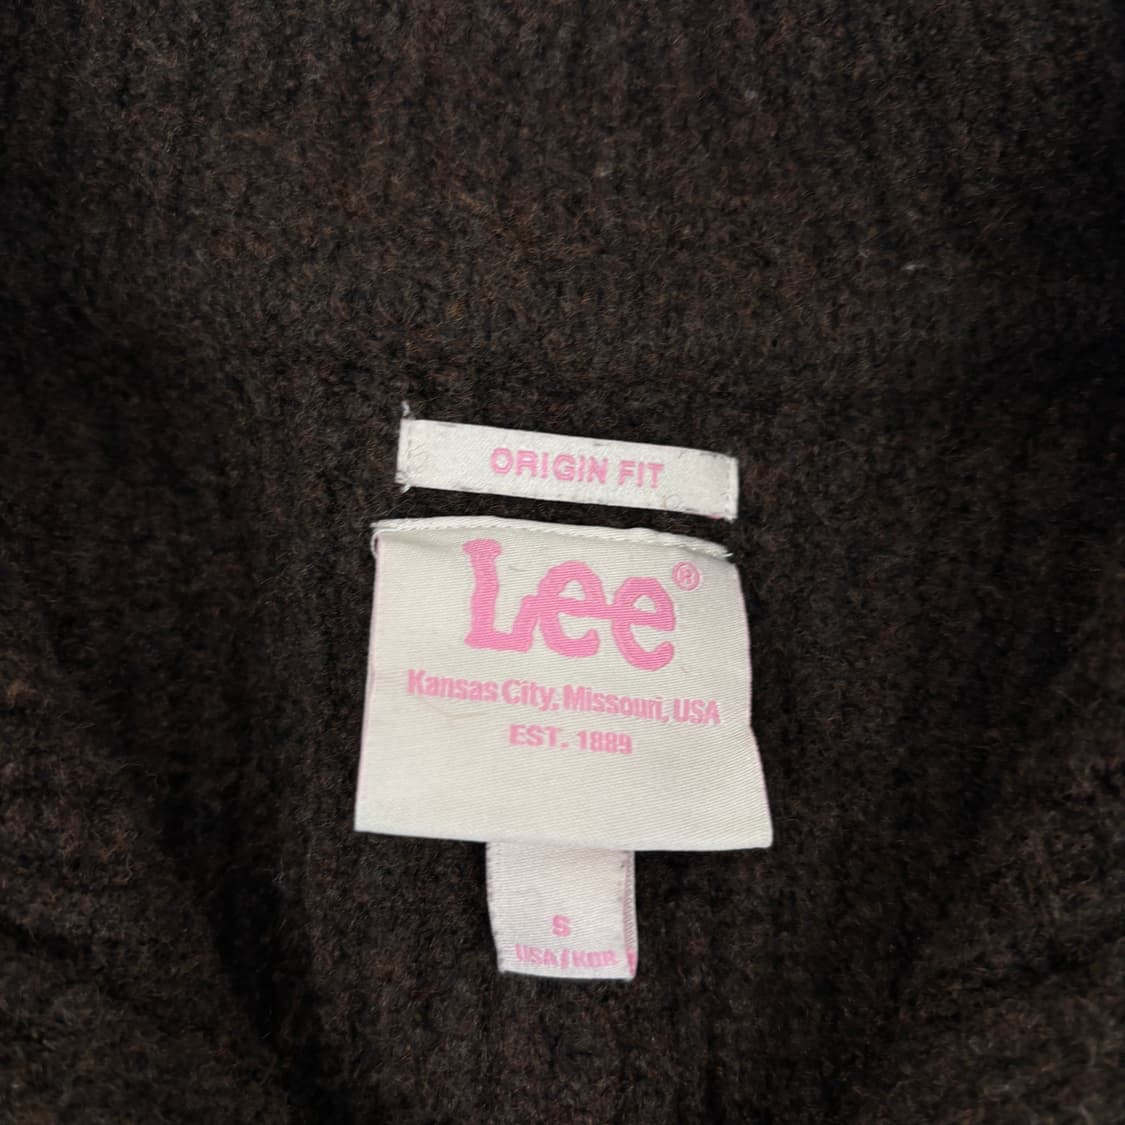 ORIGIN FIT
Lee®
Kansas City, Missouri, USA
EST. 1889
S
USA/KOR